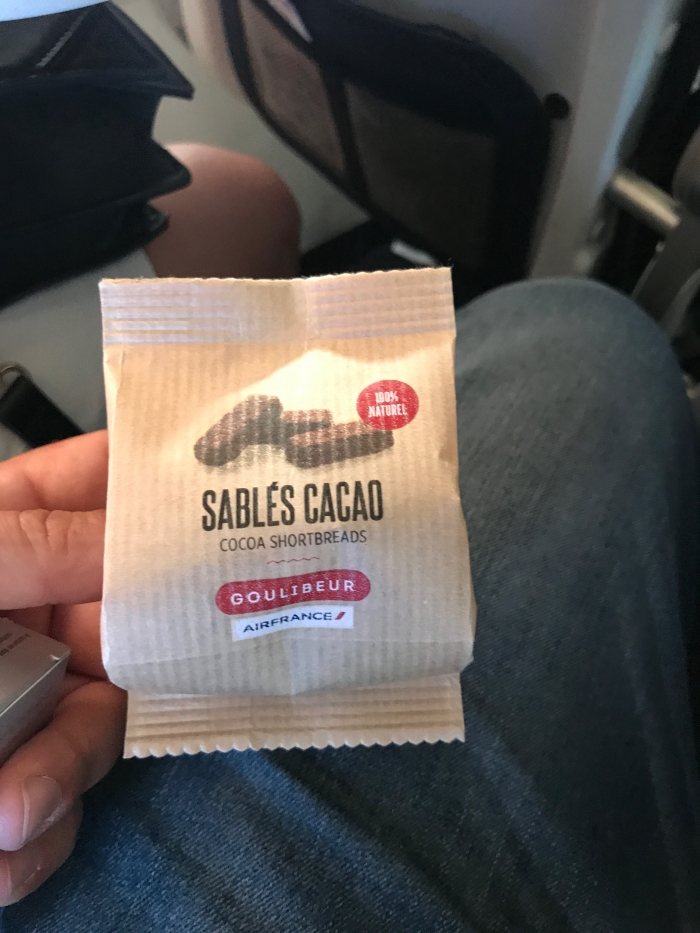 100%
NATUREL
SABLÉS CACAO
COCOA SHORTBREADS
GOULIBEUR
AIRFRANCE